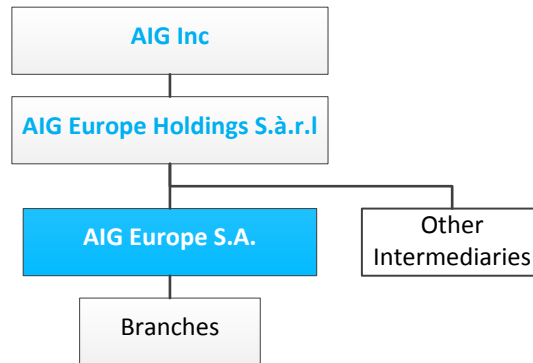 AIG Inc
AIG Europe Holdings S.à.r.l
AIG Europe S.A.
Other
Intermediaries
Branches